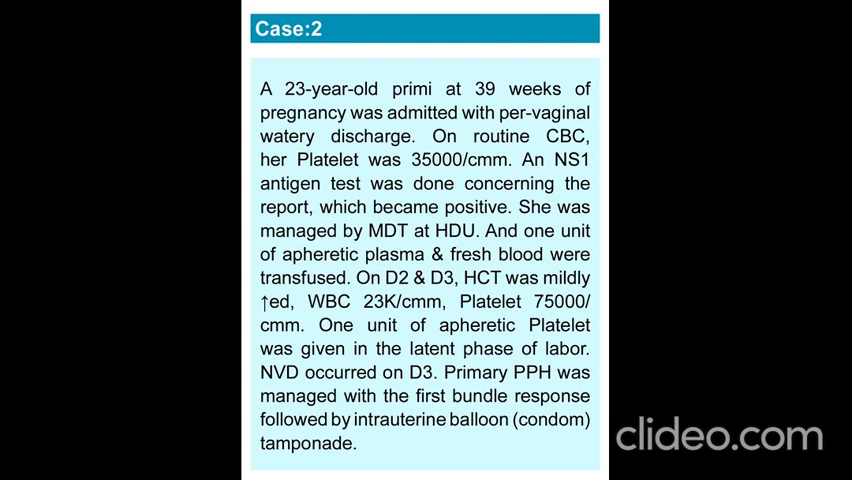 Case:2
A 23-year-old primi at 39 weeks of
pregnancy was admitted with per-vaginal
watery discharge. On routine CBC,
her Platelet was 35000/cmm. An NS1
antigen test was done concerning the
report, which became positive. She was
managed by MDT at HDU. And one unit
of apheretic plasma & fresh blood were
transfused. On D2 & D3, HCT was mildly
↑ed, WBC 23K/cmm, Platelet 75000/
cmm. One unit of apheretic Platelet
was given in the latent phase of labor.
NVD occurred on D3. Primary PPH was
managed with the first bundle response
followed by intrauterine balloon (condom)
tamponade.
clideo.com